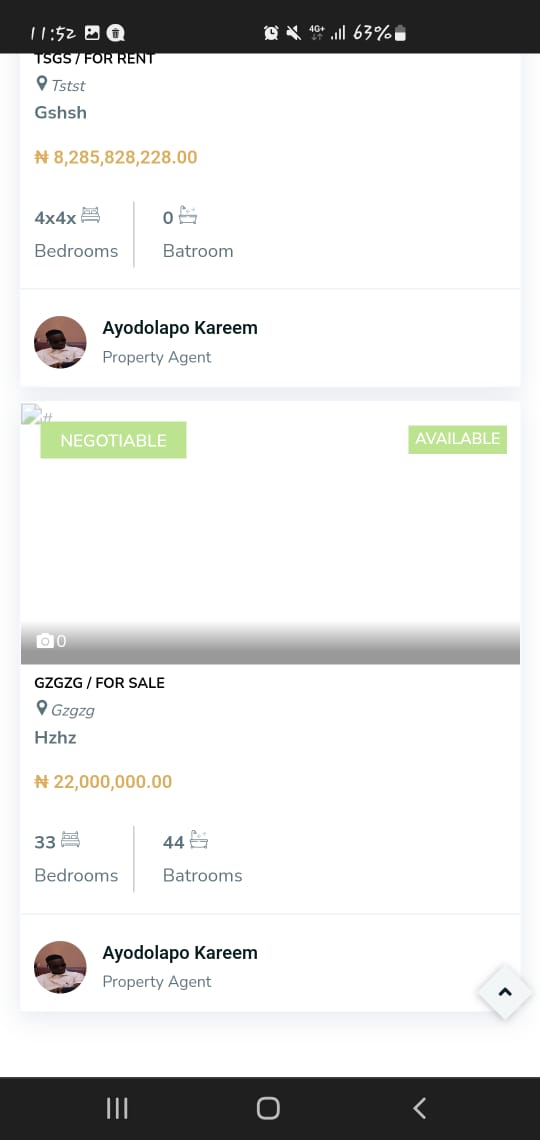 11:52
4G+
63%
TSGS / FOR RENT
Tstst
Gshsh
₦ 8,285,828,228.00
4x4x
0
Bedrooms
Batroom
Ayodolapo Kareem
Property Agent
#
NEGOTIABLE
AVAILABLE
0
GZGZG / FOR SALE
Gzgzg
Hzhz
₦ 22,000,000.00
33
44
Bedrooms
Batrooms
Ayodolapo Kareem
Property Agent